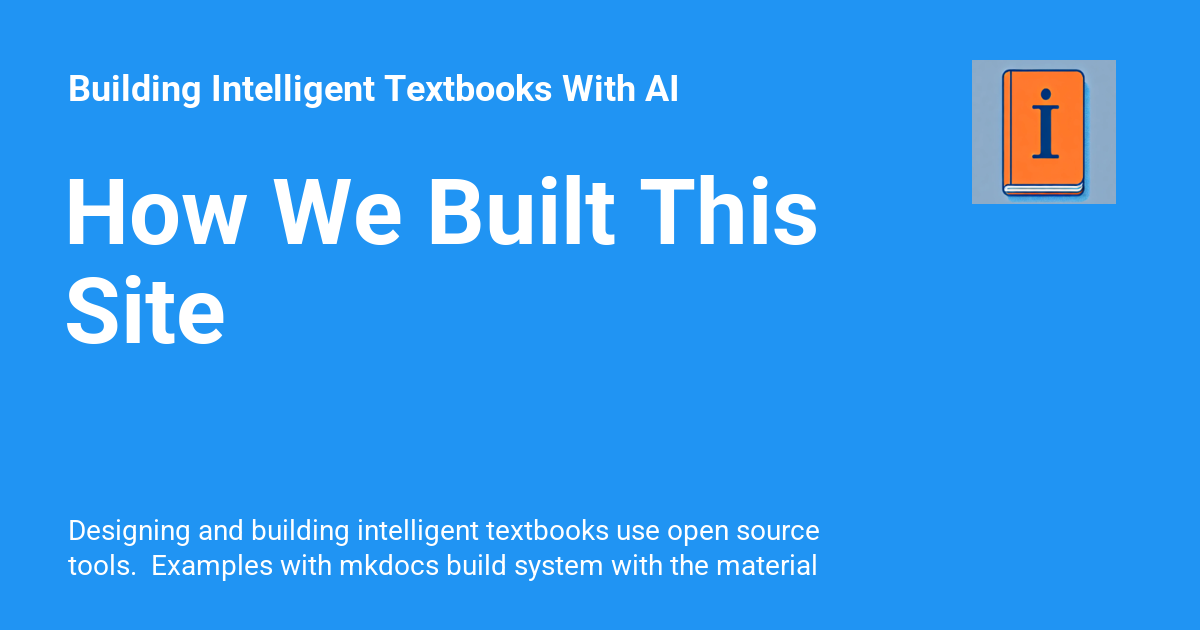 Building Intelligent Textbooks With AI
i
How We Built This
Site
Designing and building intelligent textbooks use open source
tools.  Examples with mkdocs build system with the material